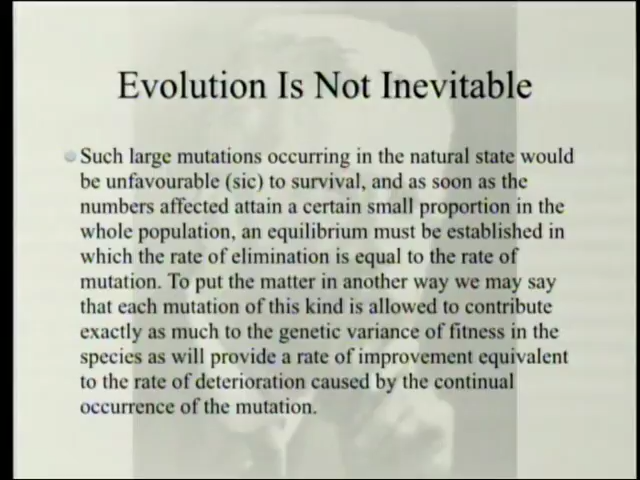 Evolution Is Not Inevitable
Such large mutations occurring in the natural state would
be unfavourable (sic) to survival, and as soon as the
numbers affected attain a certain small proportion in the
whole population, an equilibrium must be established in
which the rate of elimination is equal to the rate of
mutation. To put the matter in another way we may say
that each mutation of this kind is allowed to contribute
exactly as much to the genetic variance of fitness in the
species as will provide a rate of improvement equivalent
to the rate of deterioration caused by the continual
occurrence of the mutation.